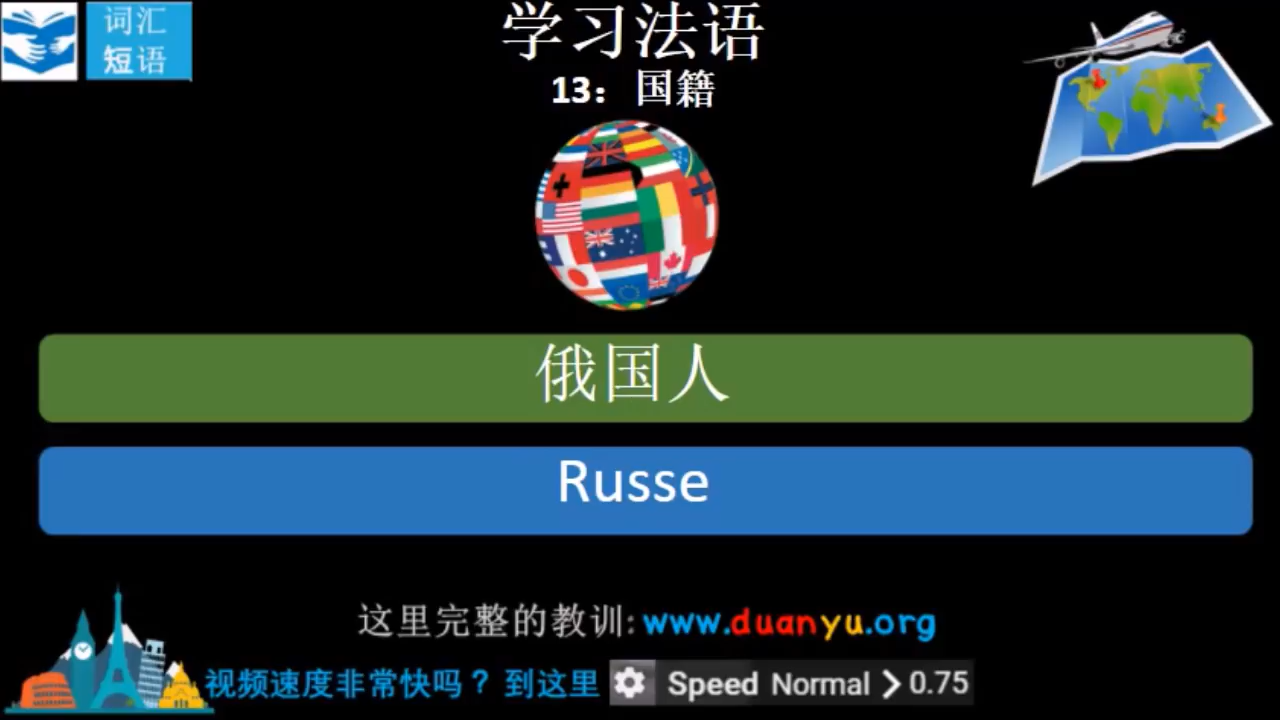 词汇
短语
学习法语
13：国籍
俄国人
Russe
这里完整的教训: www.duanyu.org
视频速度非常快吗？到这里 Speed Normal > 0.75